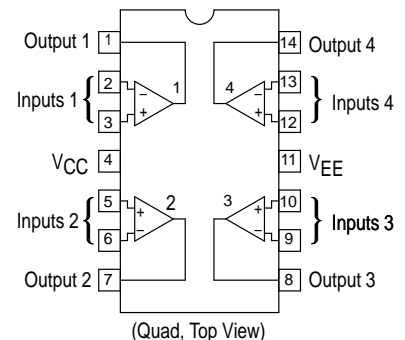 Output 1 1 14 Output 4
Inputs 1 2 − 1 4 − 13 Inputs 4
3 + + 12
VCC 4 11 VEE
Inputs 2 5 + 2 3 + 10 Inputs 3
6 − − 9
Output 2 7 8 Output 3
(Quad, Top View)